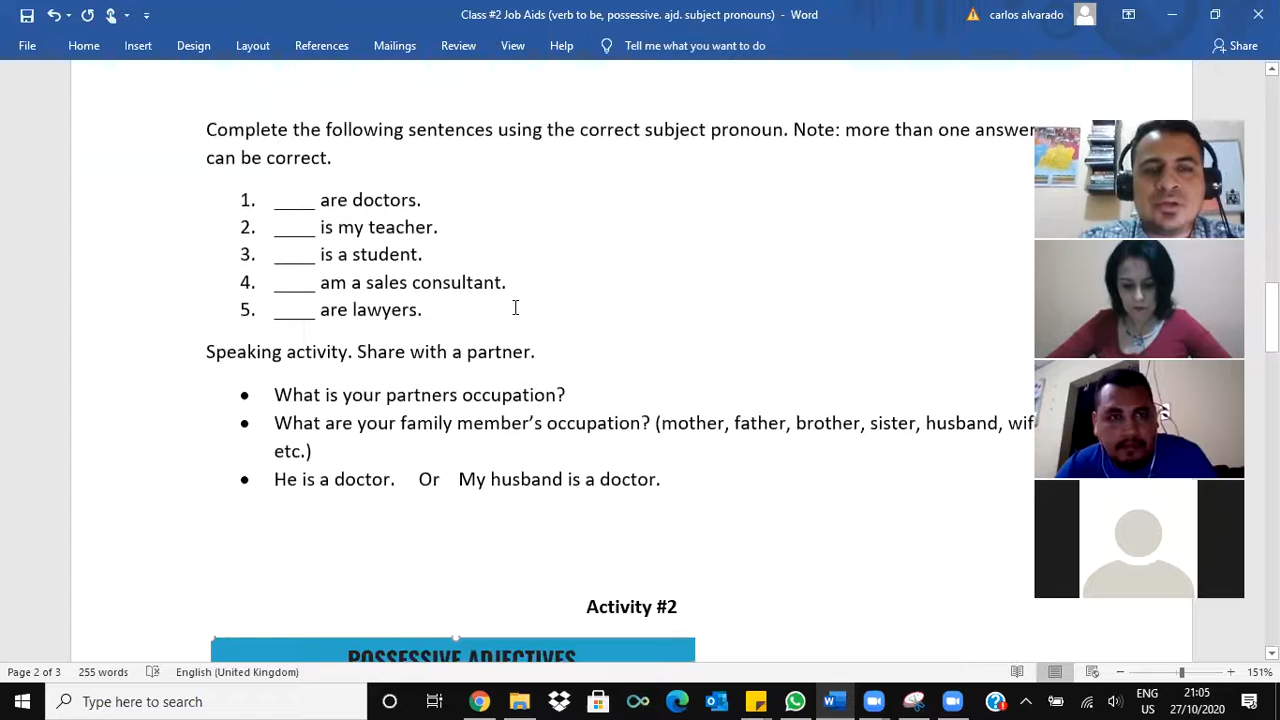 Class #2 Job Aids (verb to be, possessive. ajd. subject pronouns) - Word
carlos alvarado
File Home Insert Design Layout References Mailings Review View Help Tell me what you want to do Share
Complete the following sentences using the correct subject pronoun. Note: more than one answer
can be correct.
1. ____ are doctors.
2. ____ is my teacher.
3. ____ is a student.
4. ____ am a sales consultant.
5. ____ are lawyers.
Speaking activity. Share with a partner.
• What is your partners occupation?
• What are your family member’s occupation? (mother, father, brother, sister, husband, wif
etc.)
• He is a doctor. Or My husband is a doctor.
Activity #2
POSSESSIVE ADJECTIVES
Page 2 of 3 255 words English (United Kingdom) 151%
Type here to search
ENG 21:05
US 27/10/2020